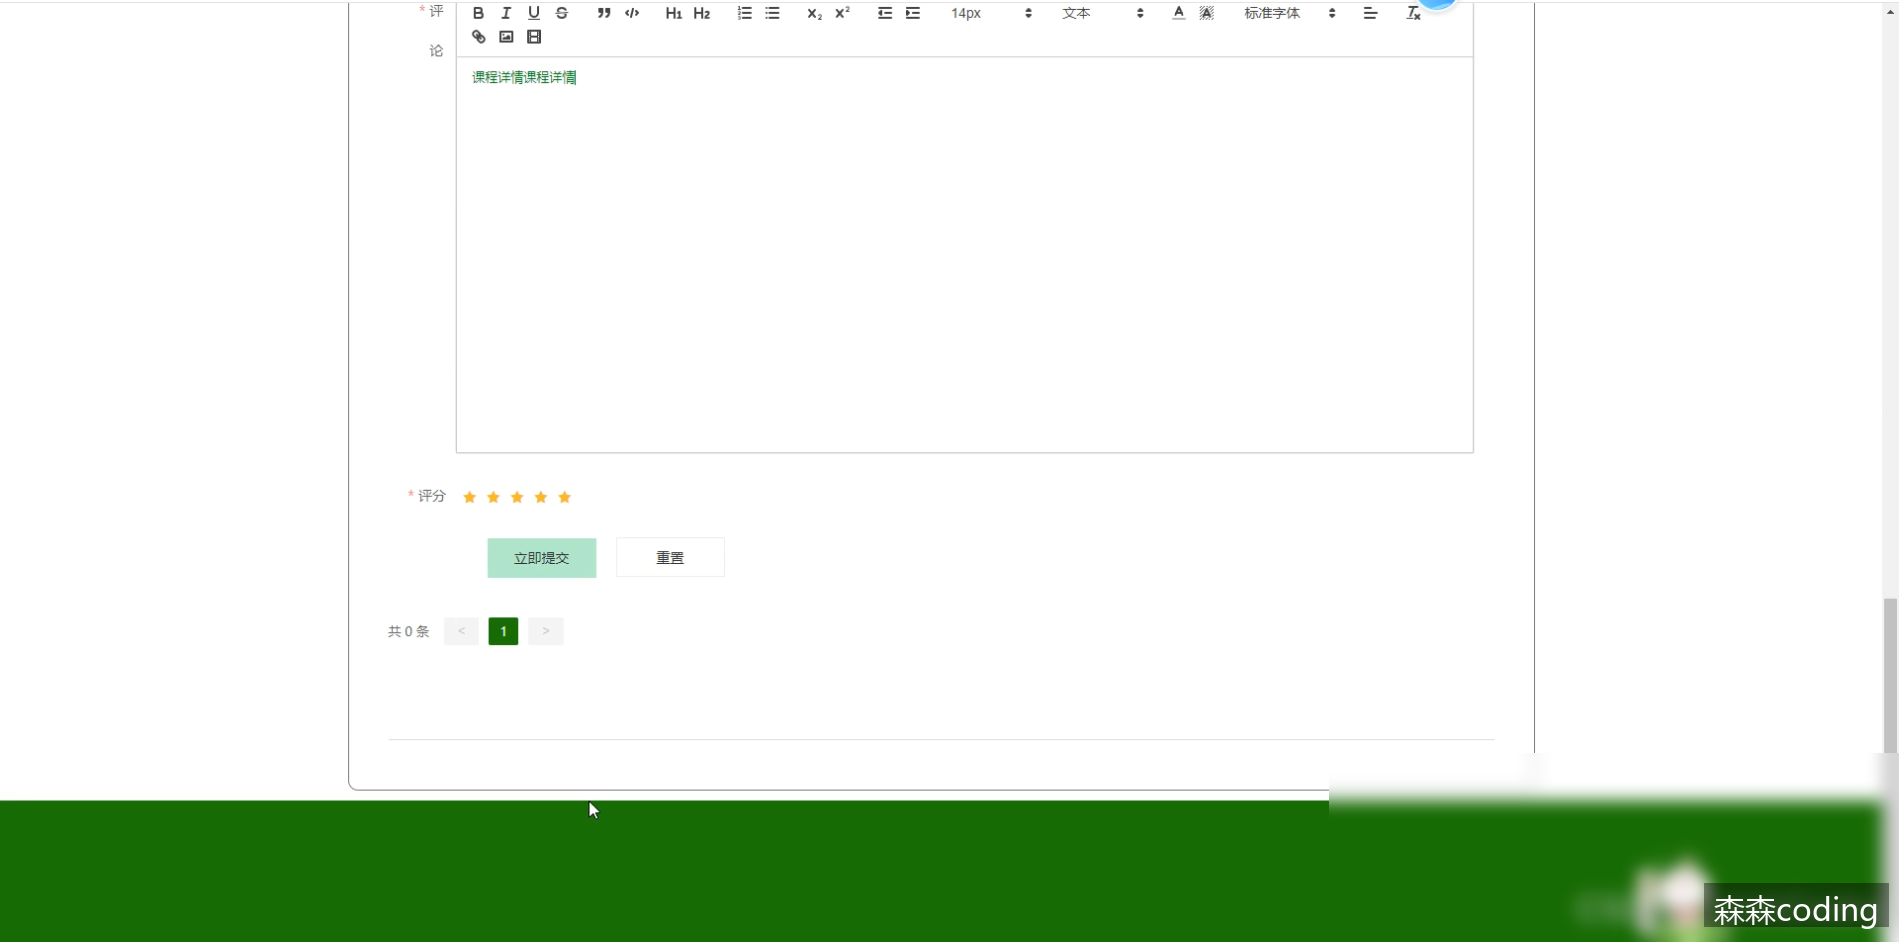 * 评论
B I U S ❞ </> H1 H2 x₂ x² 14px 文本 A A 标准字体 Tx
课程详情课程详情
* 评分
立即提交 重置
共 0 条 < 1 >
森森coding